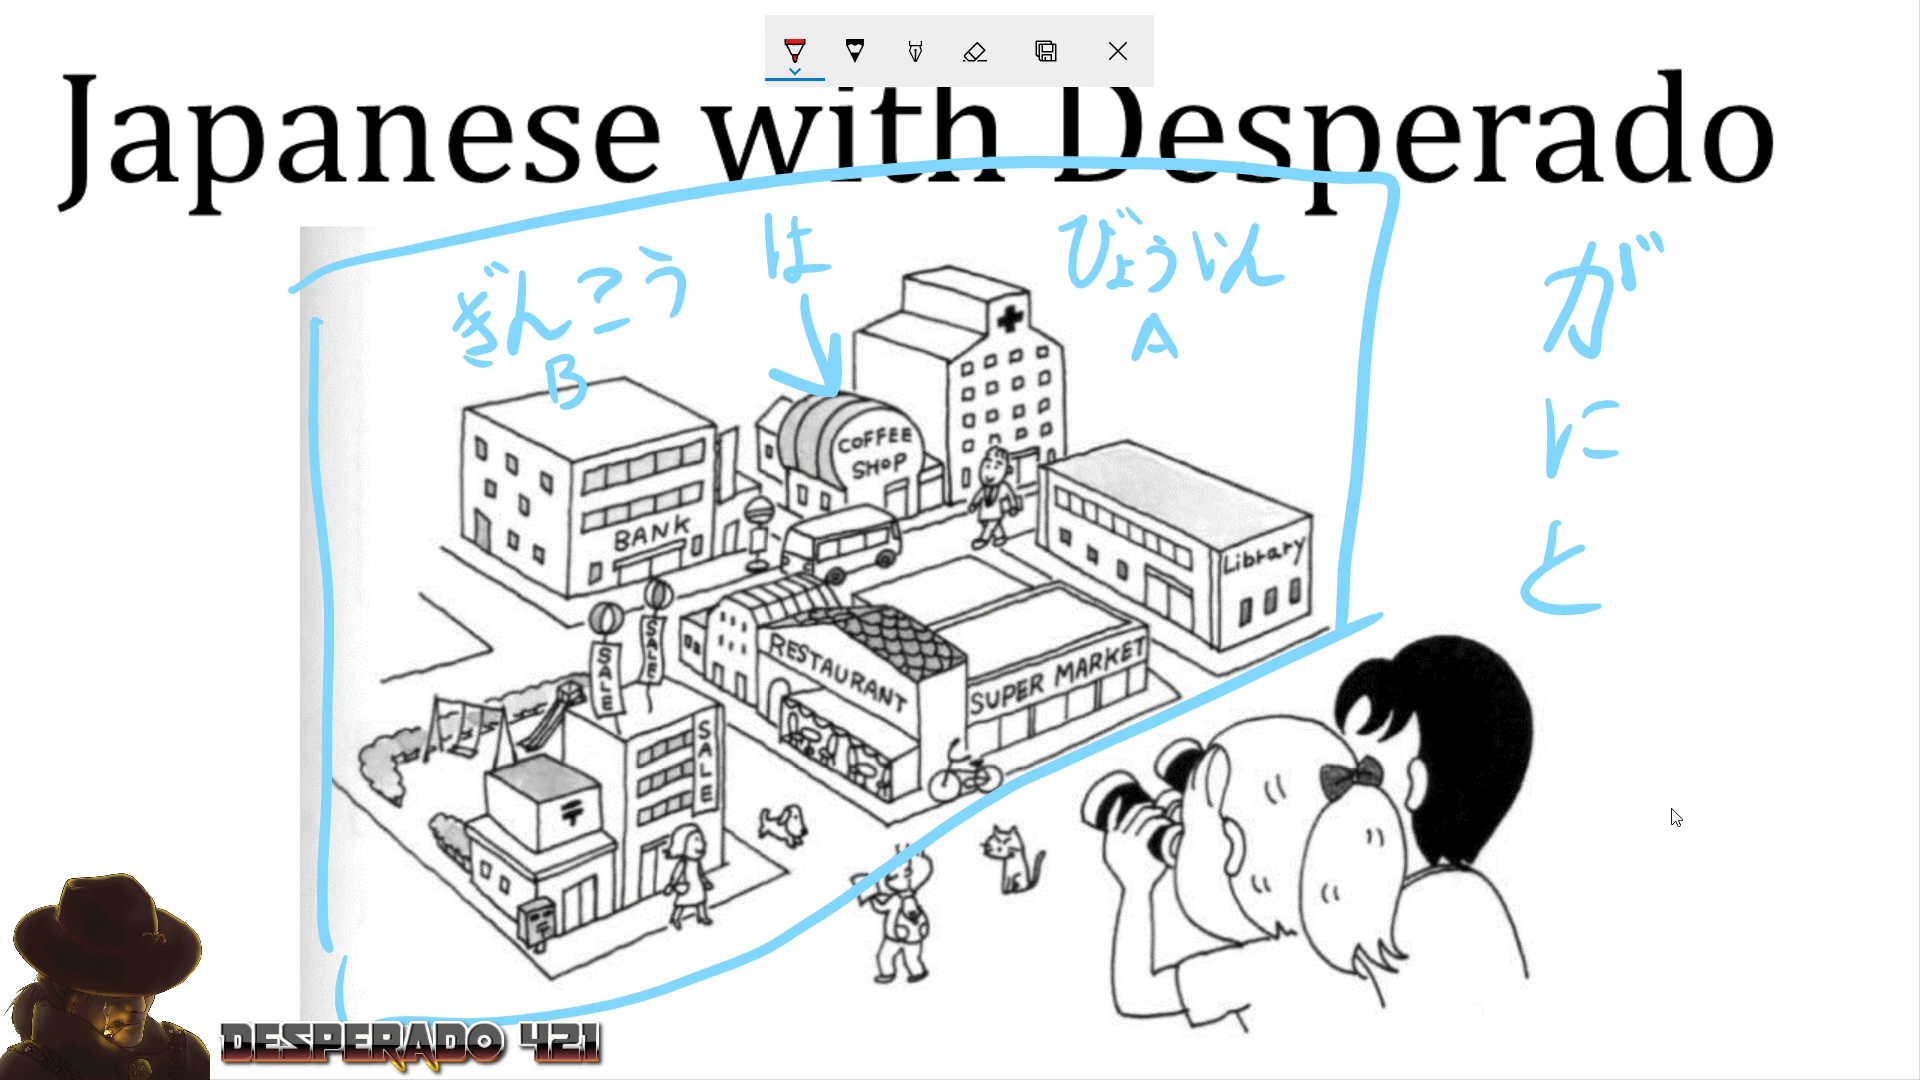 Japanese with Desperado
ぎんこう は びょういん
B A
が
に
と
COFFEE
SHOP
BANK
Library
RESTAURANT
SUPER MARKET
SALE
SALE
SALE
〒
〒
DESPERADO 421